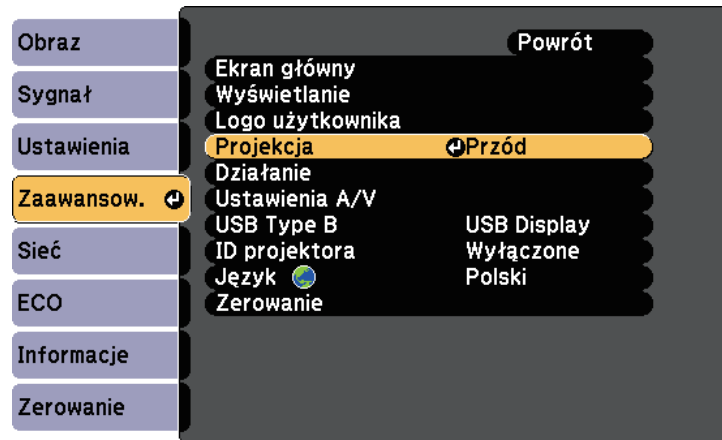 Obraz
Sygnał
Ustawienia
Zaawansow.
Sieć
ECO
Informacje
Zerowanie
Powrót
Ekran główny
Wyświetlanie
Logo użytkownika
Projekcja Przód
Działanie
Ustawienia A/V
USB Type B USB Display
ID projektora Wyłączone
Język Polski
Zerowanie